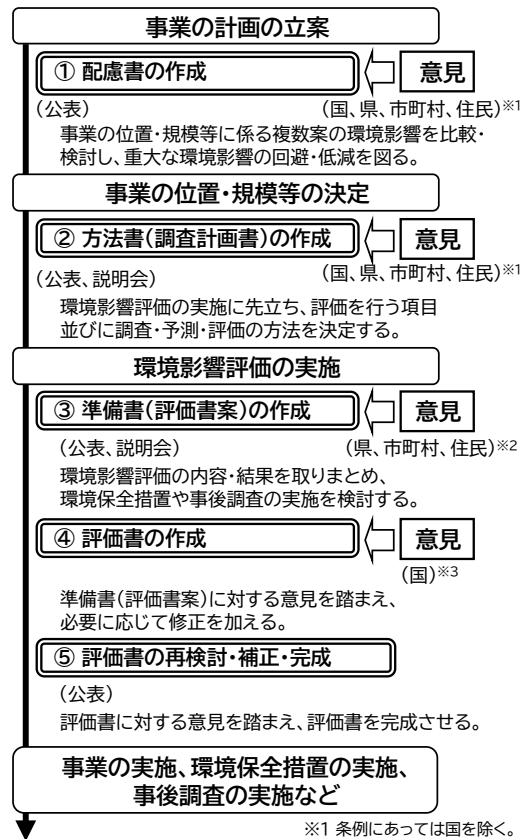 事業の計画の立案
① 配慮書の作成
意見
(公表)
(国、県、市町村、住民)※1
事業の位置・規模等に係る複数案の環境影響を比較・
検討し、重大な環境影響の回避・低減を図る。
事業の位置・規模等の決定
② 方法書(調査計画書)の作成
意見
(公表、説明会)
(国、県、市町村、住民)※1
環境影響評価の実施に先立ち、評価を行う項目
並びに調査・予測・評価の方法を決定する。
環境影響評価の実施
③ 準備書(評価書案)の作成
意見
(公表、説明会)
(県、市町村、住民)※2
環境影響評価の内容・結果を取りまとめ、
環境保全措置や事後調査の実施を検討する。
④ 評価書の作成
意見
(国)※3
準備書(評価書案)に対する意見を踏まえ、
必要に応じて修正を加える。
⑤ 評価書の再検討・補正・完成
(公表)
評価書に対する意見を踏まえ、評価書を完成させる。
事業の実施、環境保全措置の実施、
事後調査の実施など
※1 条例にあっては国を除く。